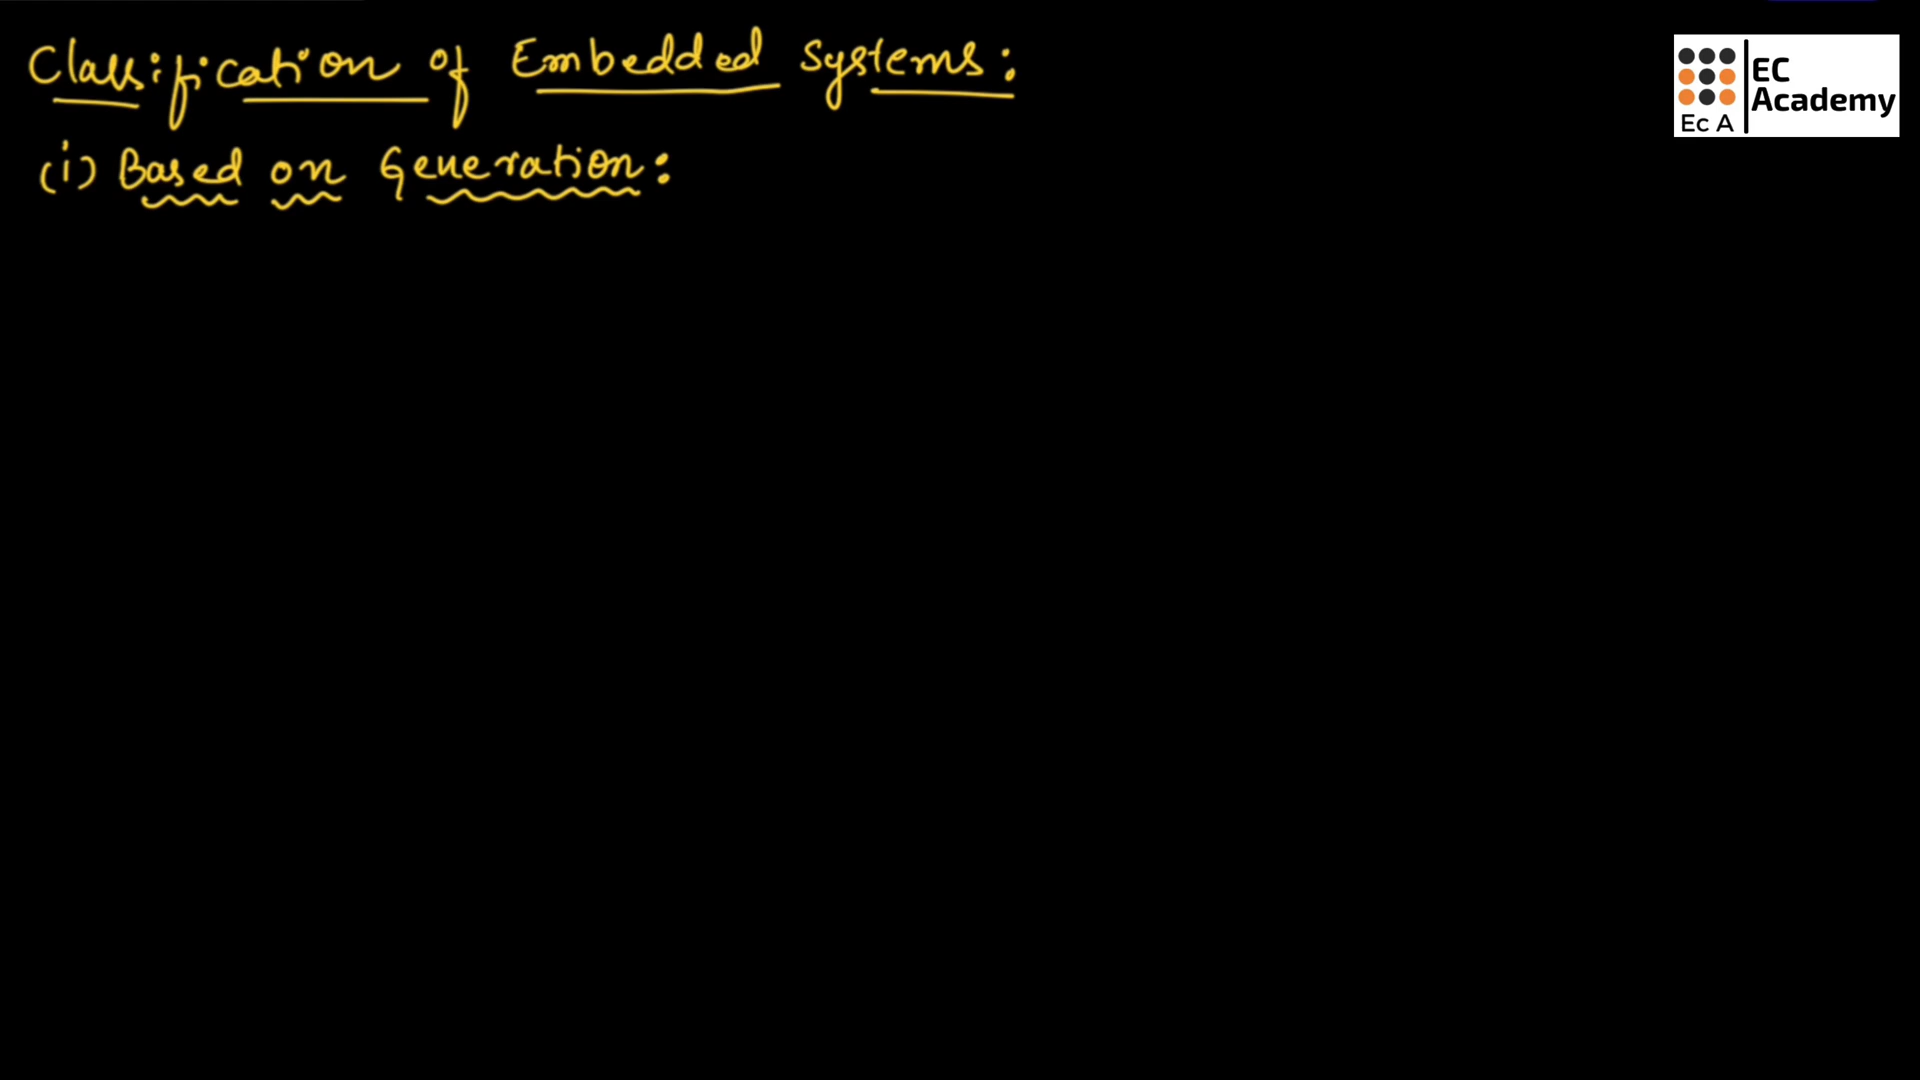 Classification of Embedded Systems:
(i) Based on Generation:
EC
Academy
Ec A